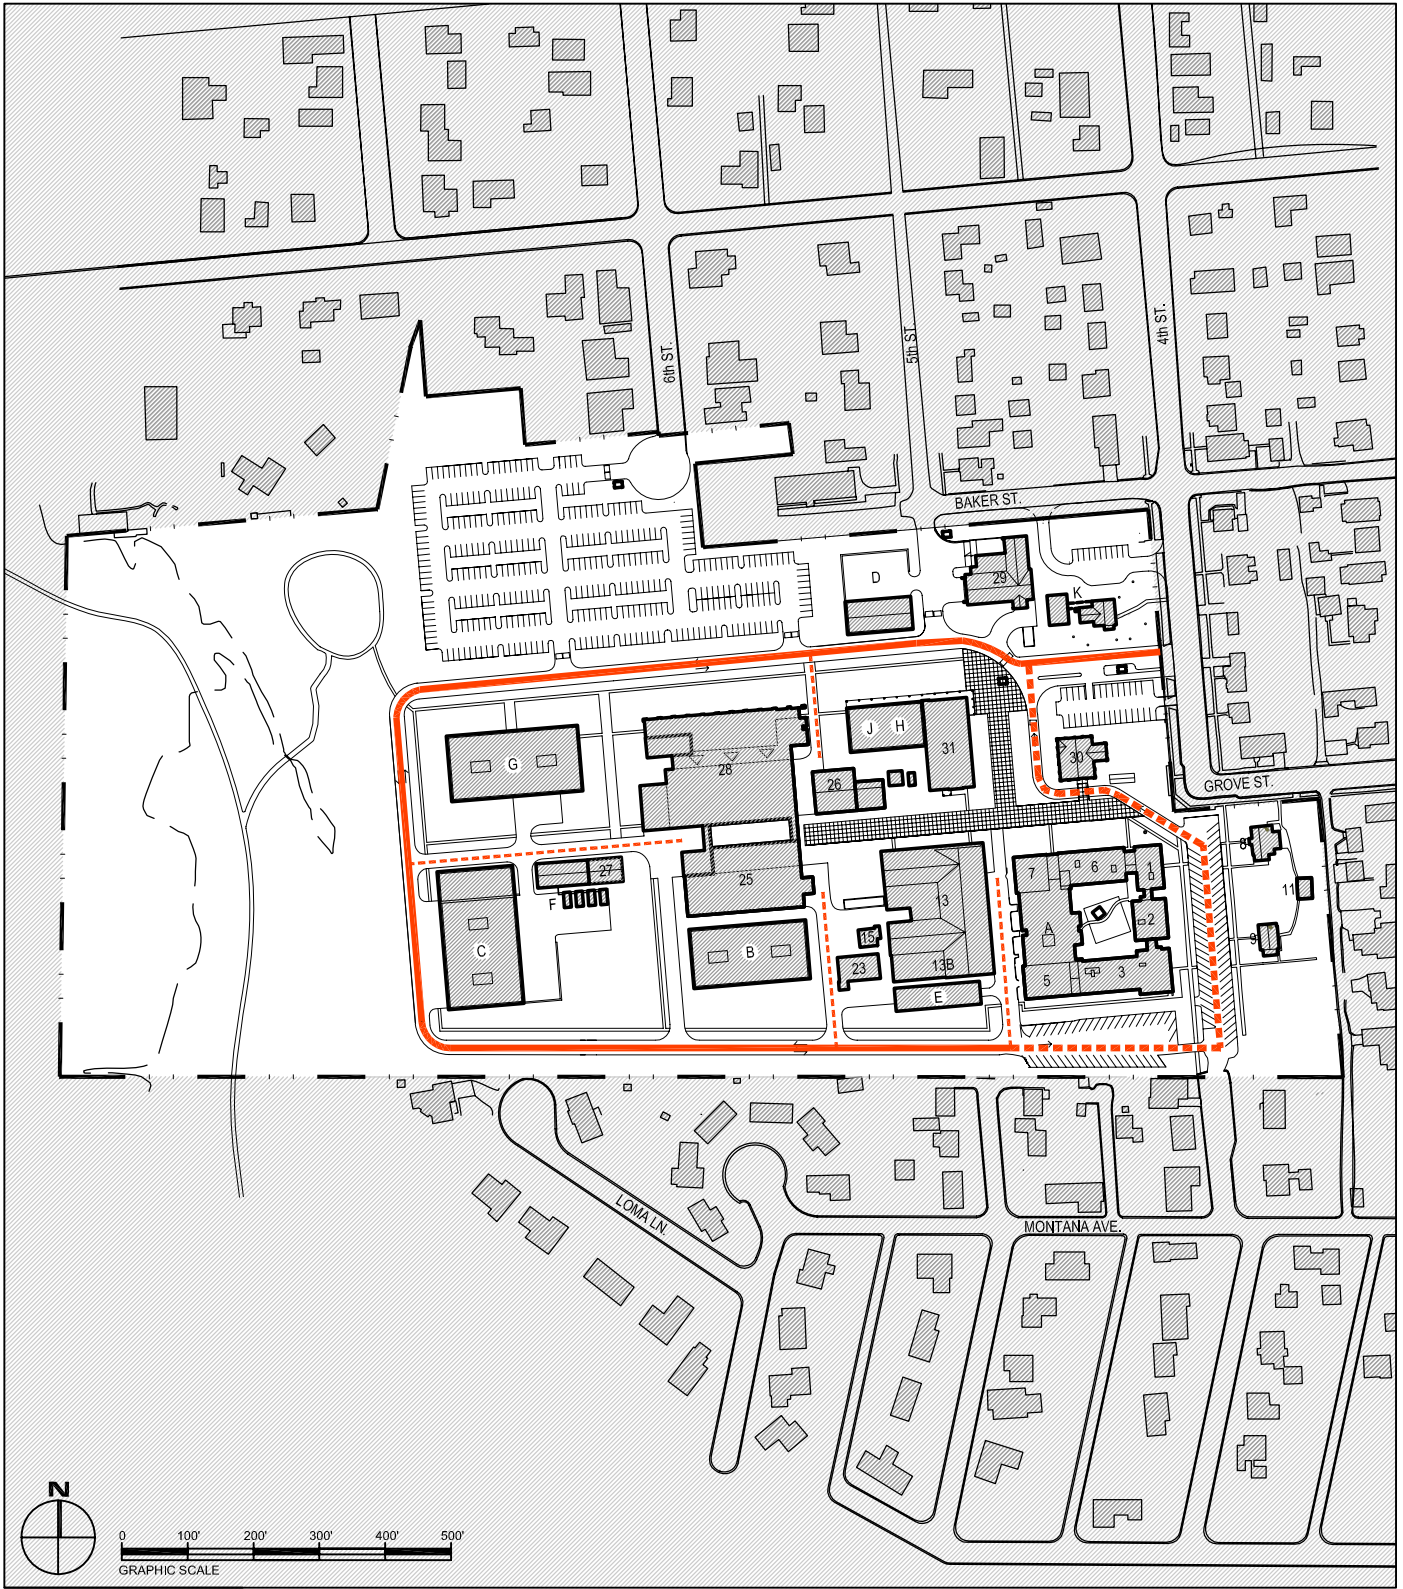 6th ST.
5th ST.
4th ST.
BAKER ST.
D
29
K
J
H
31
G
28
30
GROVE ST.
26
8
27
F
25
13
7
6
1
11
C
B
15
A
2
9
23
13B
5
3
E
LOMA LN.
MONTANA AVE.
N
0 100' 200' 300' 400' 500'
GRAPHIC SCALE